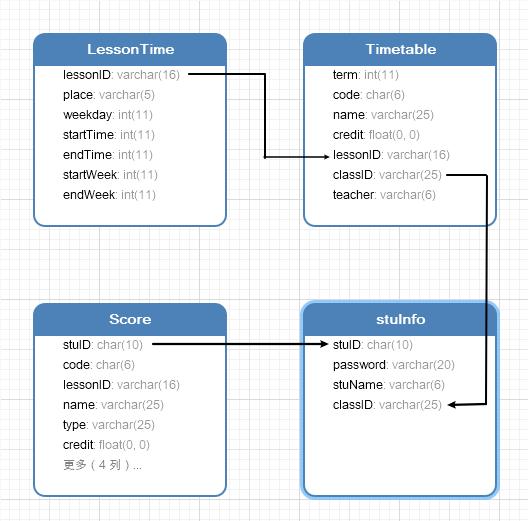 LessonTime
lessonID: varchar(16)
place: varchar(5)
weekday: int(11)
startTime: int(11)
endTime: int(11)
startWeek: int(11)
endWeek: int(11)
Timetable
term: int(11)
code: char(6)
name: varchar(25)
credit: float(0, 0)
lessonID: varchar(16)
classID: varchar(25)
teacher: varchar(6)
Score
stuID: char(10)
code: char(6)
lessonID: varchar(16)
name: varchar(25)
type: varchar(25)
credit: float(0, 0)
更多（4 列）...
stuInfo
stuID: char(10)
password: varchar(20)
stuName: varchar(6)
classID: varchar(25)